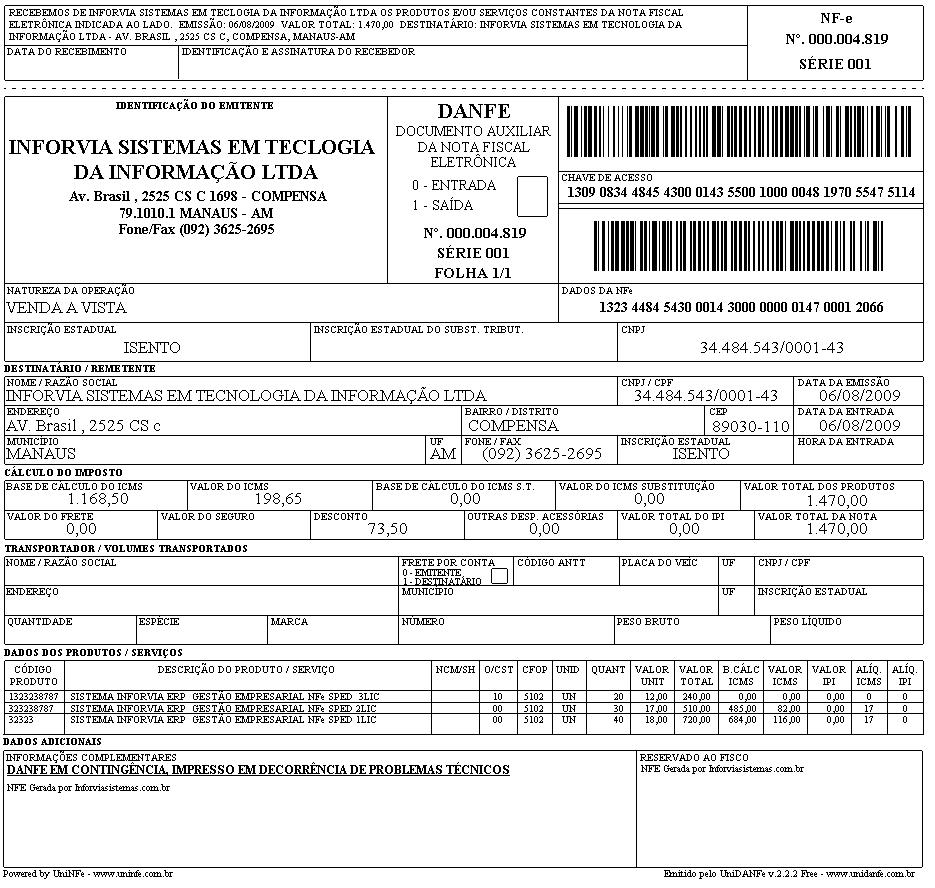 RECEBEMOS DE INFORVIA SISTEMAS EM TECLOGIA DA INFORMAÇÃO LTDA OS PRODUTOS E/OU SERVIÇOS CONSTANTES DA NOTA FISCAL
ELETRÔNICA INDICADA AO LADO. EMISSÃO: 06/08/2009 VALOR TOTAL: 1.470,00 DESTINATÁRIO: INFORVIA SISTEMAS EM TECNOLOGIA DA
INFORMAÇÃO LTDA - AV. BRASIL , 2525 CS C, COMPENSA, MANAUS-AM
DATA DO RECEBIMENTO IDENTIFICAÇÃO E ASSINATURA DO RECEBEDOR
NF-e
Nº. 000.004.819
SÉRIE 001
IDENTIFICAÇÃO DO EMITENTE
INFORVIA SISTEMAS EM TECLOGIA
DA INFORMAÇÃO LTDA
Av. Brasil , 2525 CS C 1698 - COMPENSA
79.1010.1 MANAUS - AM
Fone/Fax (092) 3625-2695
DANFE
DOCUMENTO AUXILIAR
DA NOTA FISCAL
ELETRÔNICA
0 - ENTRADA
1 - SAÍDA
Nº. 000.004.819
SÉRIE 001
FOLHA 1/1
CHAVE DE ACESSO
1309 0834 4845 4300 0143 5500 1000 0048 1970 5547 5114
NATUREZA DA OPERAÇÃO
VENDA A VISTA
DADOS DA NFe
1323 4484 5430 0014 3000 0000 0147 0001 2066
INSCRIÇÃO ESTADUAL INSCRIÇÃO ESTADUAL DO SUBST. TRIBUT. CNPJ
ISENTO 34.484.543/0001-43
DESTINATÁRIO / REMETENTE
NOME / RAZÃO SOCIAL CNPJ / CPF DATA DA EMISSÃO
INFORVIA SISTEMAS EM TECNOLOGIA DA INFORMAÇÃO LTDA 34.484.543/0001-43 06/08/2009
ENDEREÇO BAIRRO / DISTRITO CEP DATA DA ENTRADA
AV. Brasil , 2525 CS c COMPENSA 89030-110 06/08/2009
MUNICÍPIO UF FONE / FAX INSCRIÇÃO ESTADUAL HORA DA ENTRADA
MANAUS AM (092) 3625-2695 ISENTO
CÁLCULO DO IMPOSTO
BASE DE CALCULO DO ICMS VALOR DO ICMS BASE DE CALCULO DO ICMS S.T. VALOR DO ICMS SUBSTITUIÇÃO VALOR TOTAL DOS PRODUTOS
1.168,50 198,65 0,00 0,00 1.470,00
VALOR DO FRETE VALOR DO SEGURO DESCONTO OUTRAS DESP. ACESSÓRIAS VALOR TOTAL DO IPI VALOR TOTAL DA NOTA
0,00 73,50 0,00 0,00 1.470,00
TRANSPORTADOR / VOLUMES TRANSPORTADOS
NOME / RAZÃO SOCIAL FRETE POR CONTA CÓDIGO ANTT PLACA DO VEÍC UF CNPJ / CPF
0 - EMITENTE
1 - DESTINATÁRIO
ENDEREÇO MUNICÍPIO UF INSCRIÇÃO ESTADUAL
QUANTIDADE ESPÉCIE MARCA NÚMERO PESO BRUTO PESO LÍQUIDO
DADOS DOS PRODUTOS / SERVIÇOS
CÓDIGO PRODUTO DESCRIÇÃO DO PRODUTO / SERVIÇO NCM/SH O/CST CFOP UNID QUANT VALOR UNIT VALOR TOTAL B.CÁLC ICMS VALOR ICMS VALOR IPI ALÍQ. ICMS ALÍQ. IPI
1323238787 SISTEMA INFORVIA ERP GESTÃO EMPRESARIAL NFe SPED 3LIC 10 5102 UN 20 12,00 240,00 0,00 0,00 0,00 0 0
323238787 SISTEMA INFORVIA ERP GESTÃO EMPRESARIAL NFe SPED 2LIC 00 5102 UN 30 17,00 510,00 485,00 82,00 0,00 17 0
32323 SISTEMA INFORVIA ERP GESTÃO EMPRESARIAL NFe SPED 1LIC 00 5102 UN 40 18,00 720,00 684,00 116,00 0,00 17 0
DADOS ADICIONAIS
INFORMAÇÕES COMPLEMENTARES RESERVADO AO FISCO
DANFE EM CONTINGÊNCIA, IMPRESSO EM DECORRÊNCIA DE PROBLEMAS TÉCNICOS NFE Gerada por Inforviasistemas.com.br
NFE Gerada por Inforviasistemas.com.br
Powered by UniNFe - www.uninfe.com.br Emitido pelo UniDANFe v.2.2.2 Free - www.unidanfe.com.br